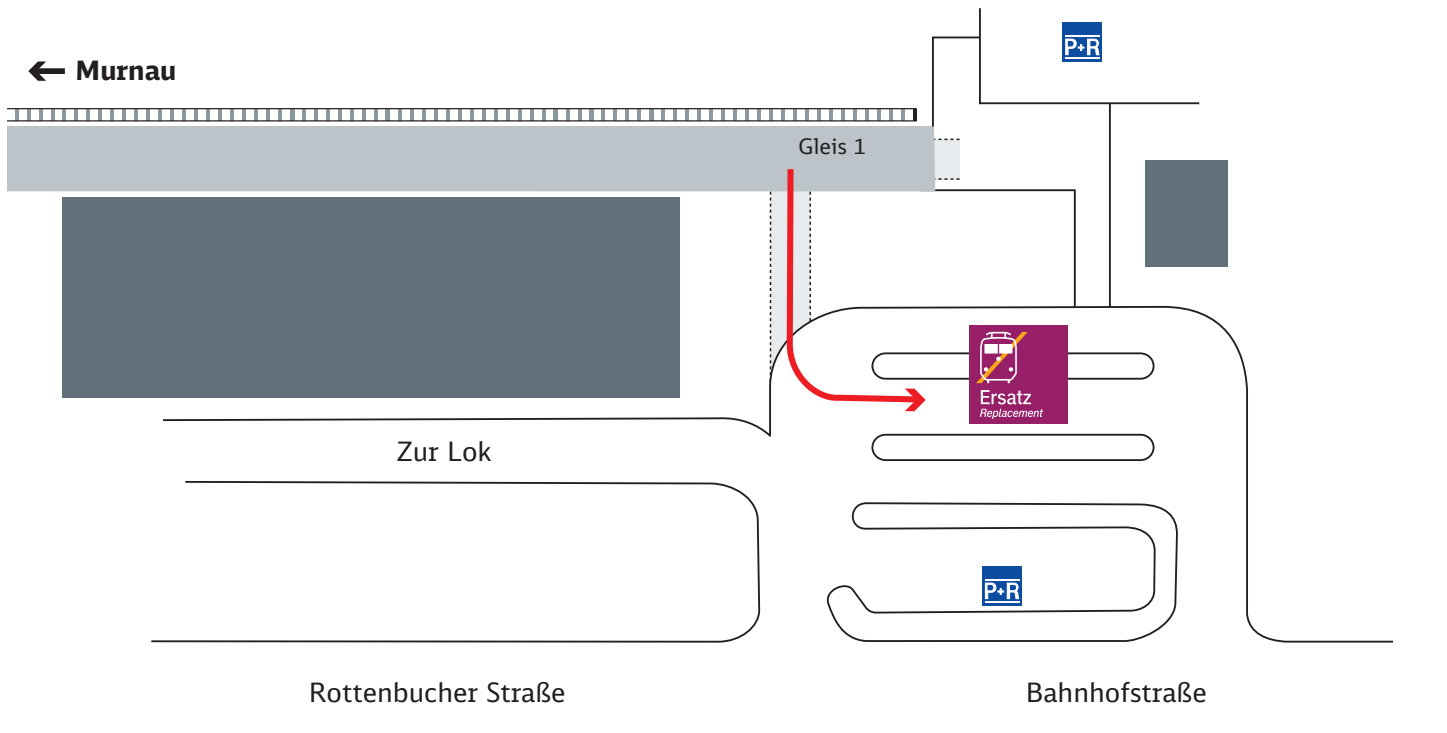 P+R
← Murnau
Gleis 1
Ersatz
Replacement
Zur Lok
P+R
Rottenbucher Straße
Bahnhofstraße